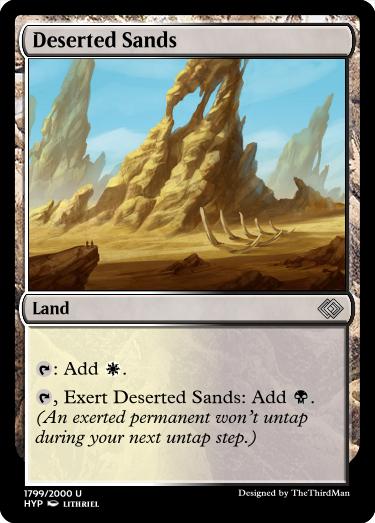 Deserted Sands
Land
: Add .
, Exert Deserted Sands: Add .
(An exerted permanent won't untap
during your next untap step.)
1799/2000 U
HYP LITHRIEL
Designed by TheThirdMan